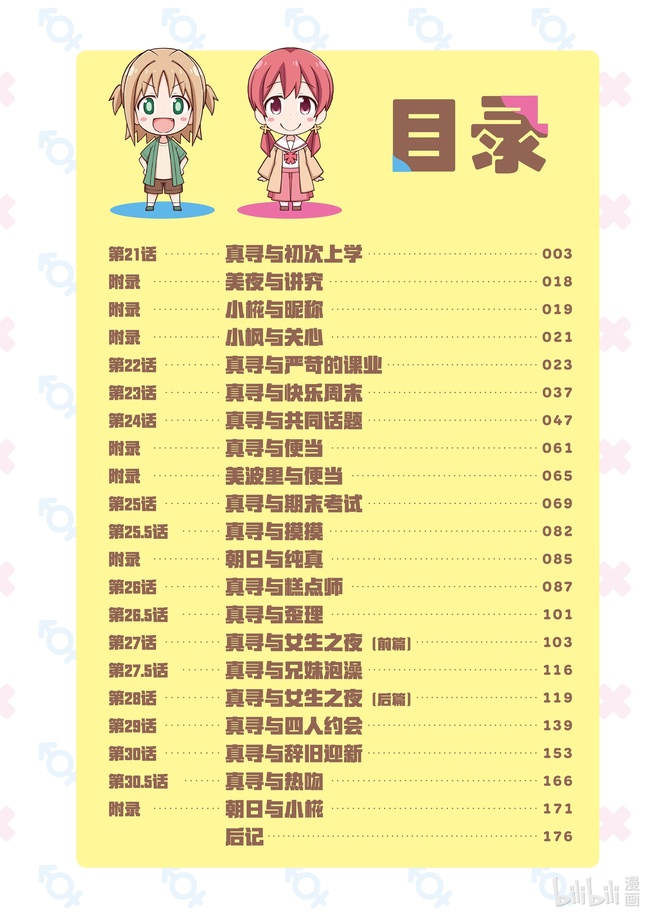 目录
第21话 真寻与初次上学 003
附录 美夜与讲究 018
附录 小椛与昵称 019
附录 小枫与关心 021
第22话 真寻与严苛的课业 023
第23话 真寻与快乐周末 037
第24话 真寻与共同话题 047
附录 真寻与便当 061
附录 美波里与便当 065
第25话 真寻与期末考试 069
第25.5话 真寻与摸摸 082
附录 朝日与纯真 085
第26话 真寻与糕点师 087
第26.5话 真寻与歪理 101
第27话 真寻与女生之夜(前篇) 103
第27.5话 真寻与兄妹泡澡 116
第28话 真寻与女生之夜(后篇) 119
第29话 真寻与四人约会 139
第30话 真寻与辞旧迎新 153
第30.5话 真寻与热吻 166
附录 朝日与小椛 171
后记 176
bilibili 漫画